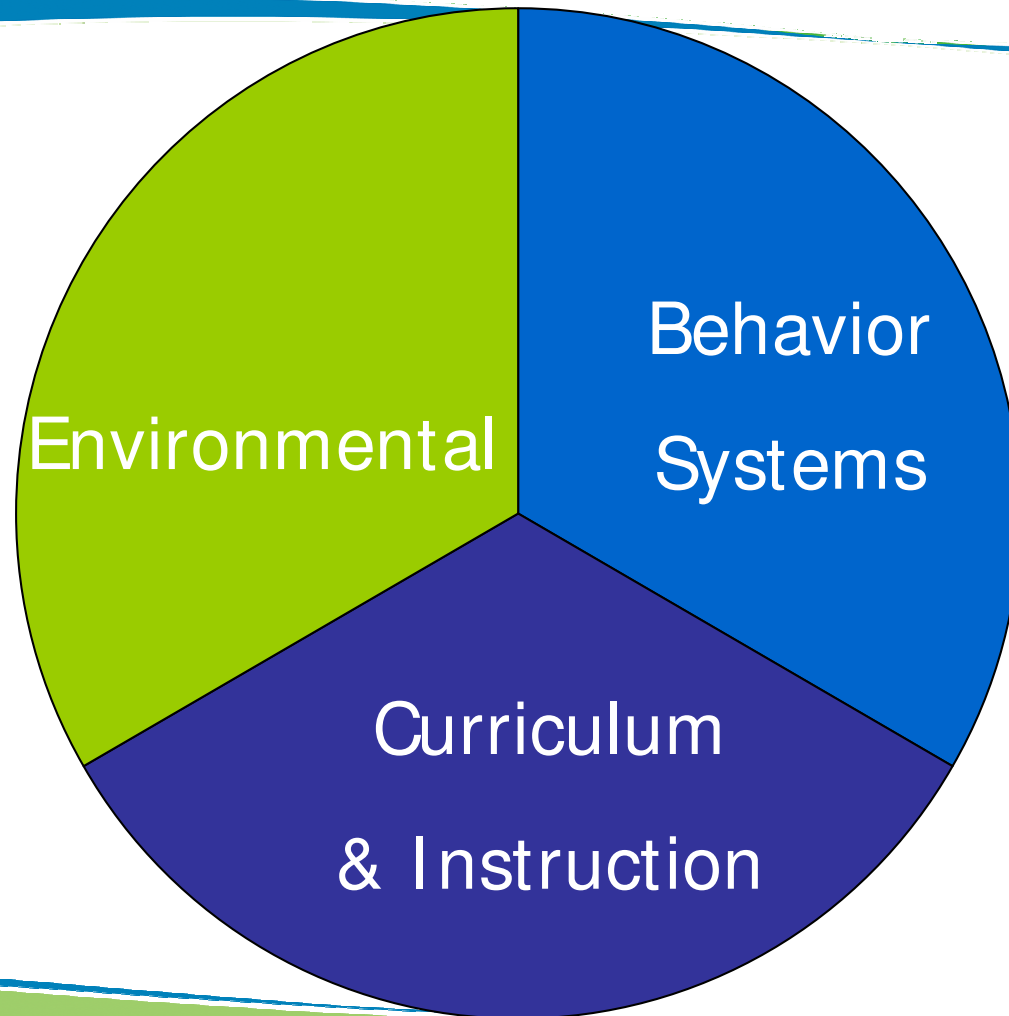 Behavior
Systems
Environmental
Curriculum
& Instruction